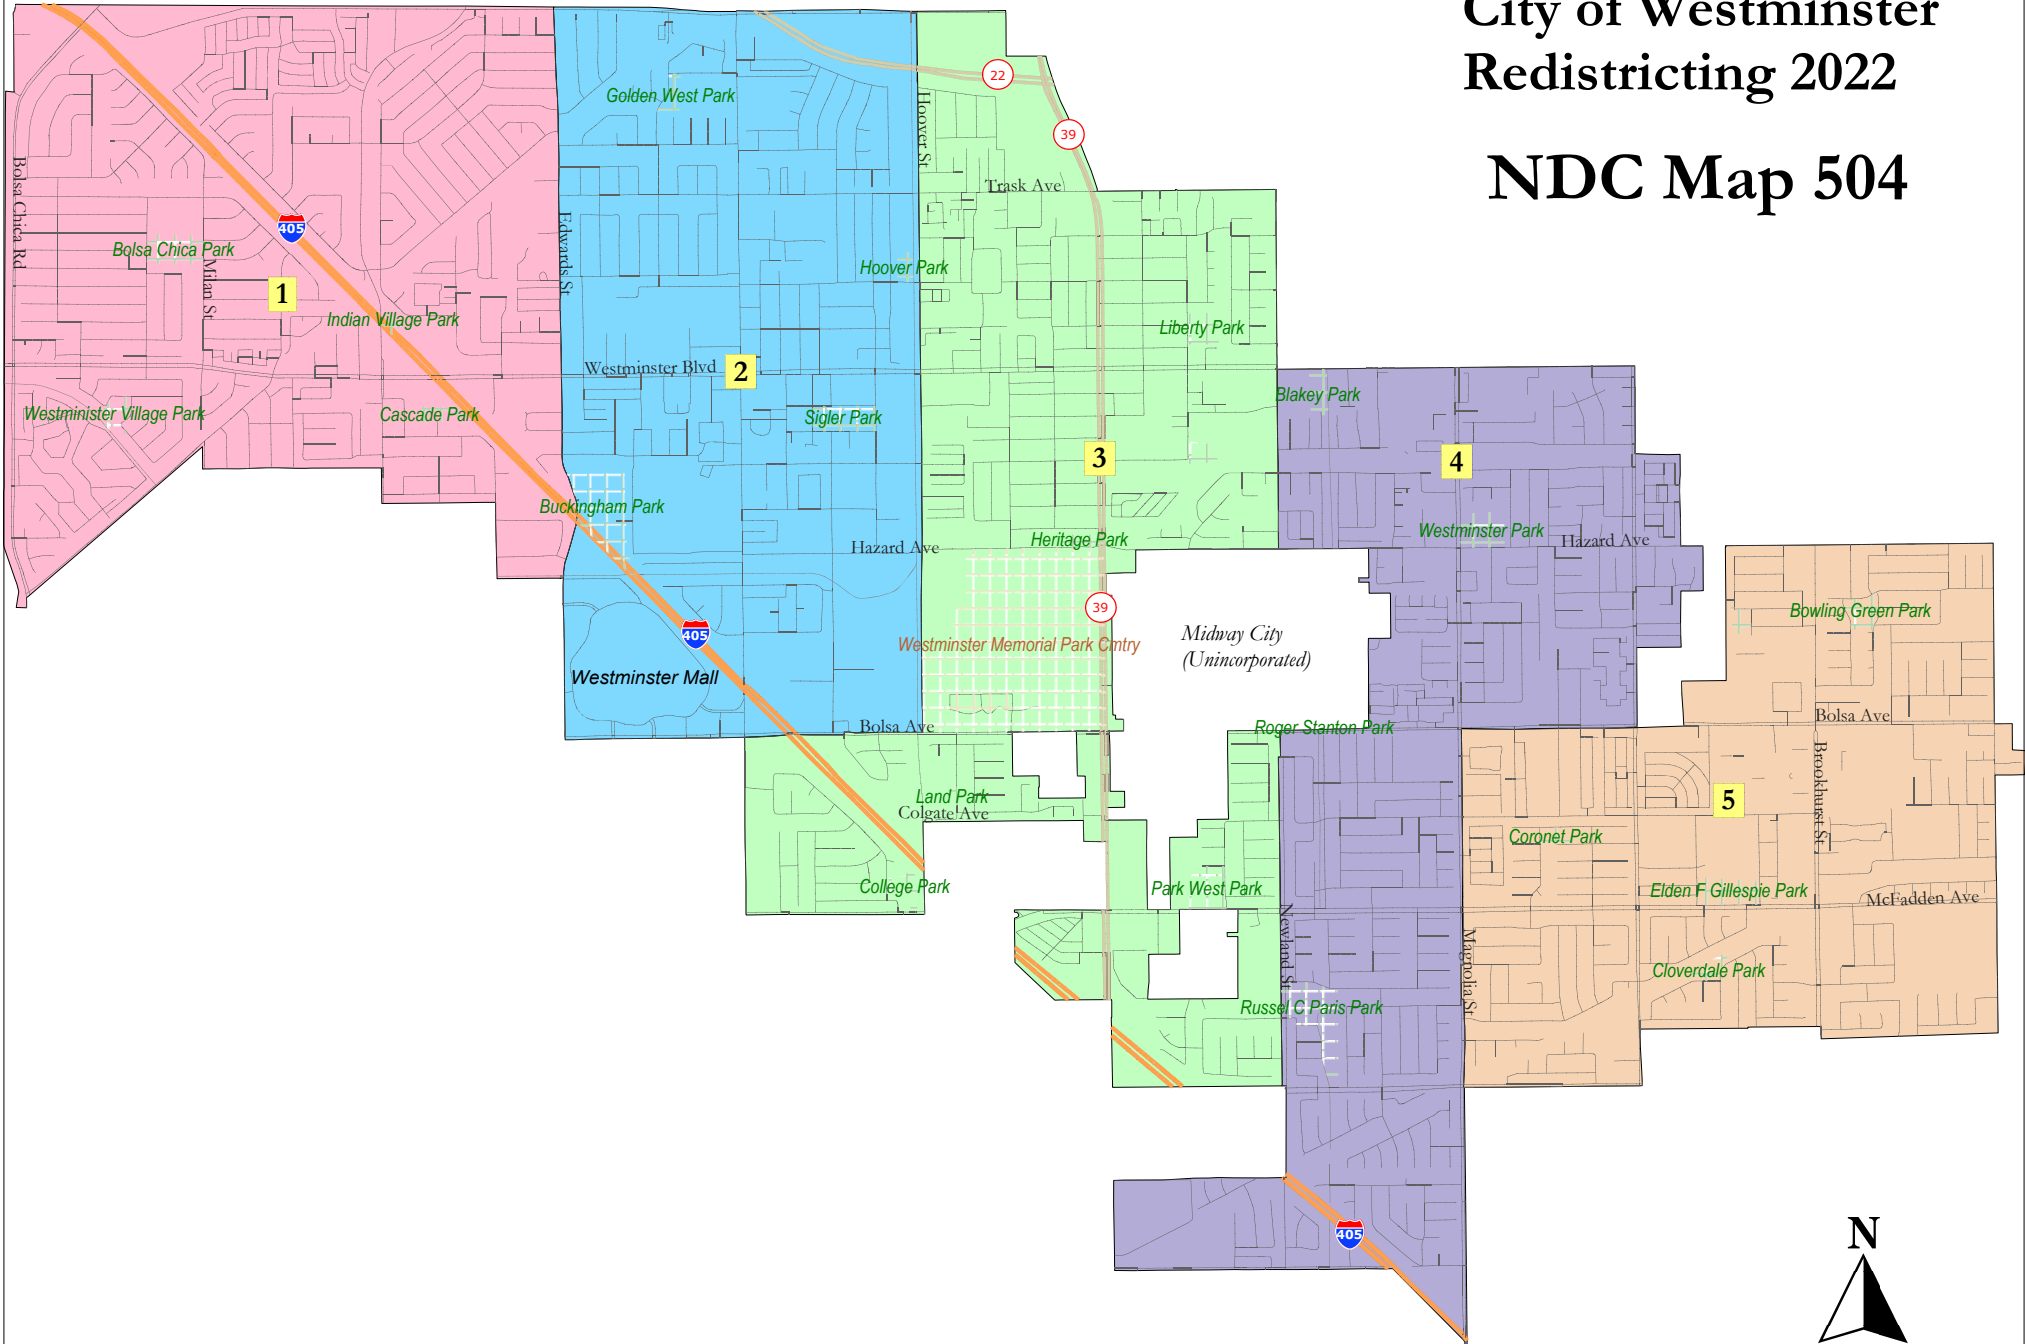 City of Westminster
Redistricting 2022
NDC Map 504
22
Golden West Park
Hoover St
39
Bolsa Chica Rd
Trask Ave
Edwards St
405
Bolsa Chica Park
Milan St
Hoover Park
1
Indian Village Park
Liberty Park
Westminster Blvd
2
Blakey Park
Westminister Village Park
Cascade Park
Sigler Park
3
4
Buckingham Park
Westminster Park
Heritage Park
Hazard Ave
Hazard Ave
39
Bowling Green Park
405
Midway City
(Unincorporated)
Westminster Memorial Park Cmtry
Westminster Mall
Bolsa Ave
Bolsa Ave
Roger Stanton Park
Brookhurst St
Land Park
5
Colgate Ave
Coronet Park
College Park
Park West Park
Elden F Gillespie Park
McFadden Ave
Newland St
Magnolia St
Cloverdale Park
Russel C Paris Park
405
N